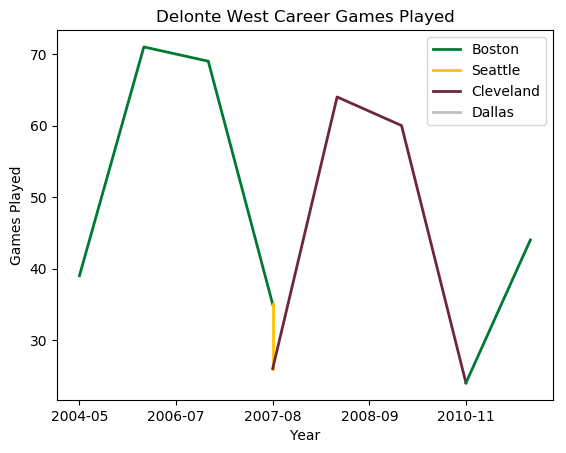 Delonte West Career Games Played
Boston
Seattle
Cleveland
Dallas
70
60
50
40
30
Games Played
2004-05 2006-07 2007-08 2008-09 2010-11
Year